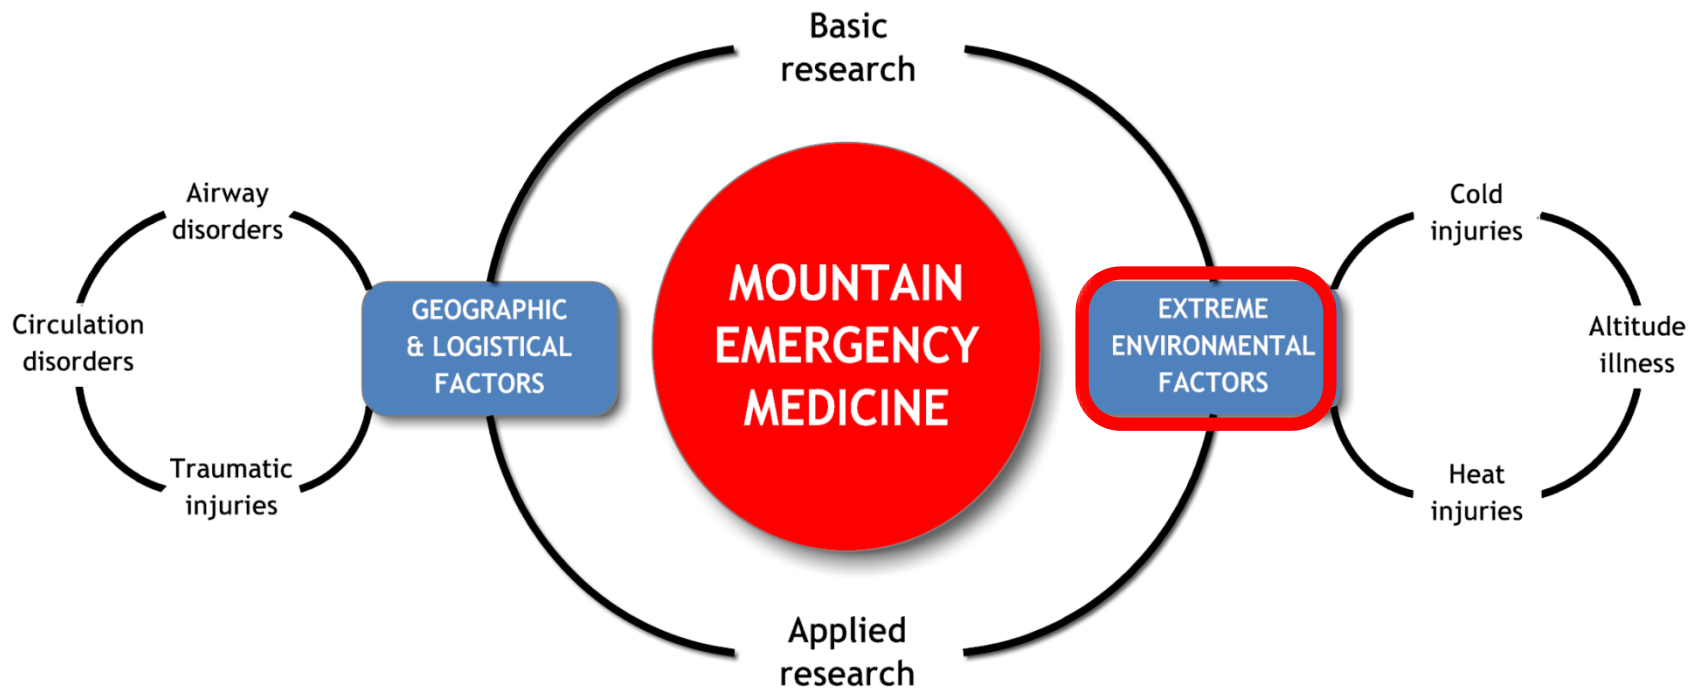 Basic
research
Airway
disorders
Circulation
disorders
Traumatic
injuries
GEOGRAPHIC
& LOGISTICAL
FACTORS
MOUNTAIN
EMERGENCY
MEDICINE
EXTREME
ENVIRONMENTAL
FACTORS
Cold
injuries
Altitude
illness
Heat
injuries
Applied
research